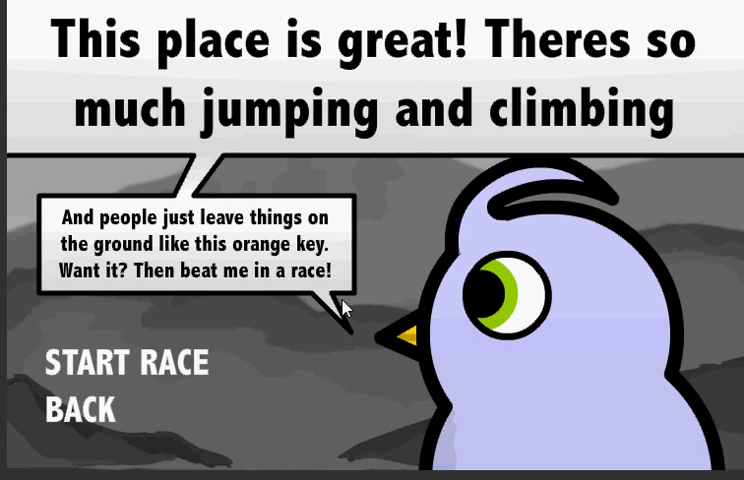 This place is great! Theres so
much jumping and climbing
And people just leave things on
the ground like this orange key.
Want it? Then beat me in a race!
START RACE
BACK